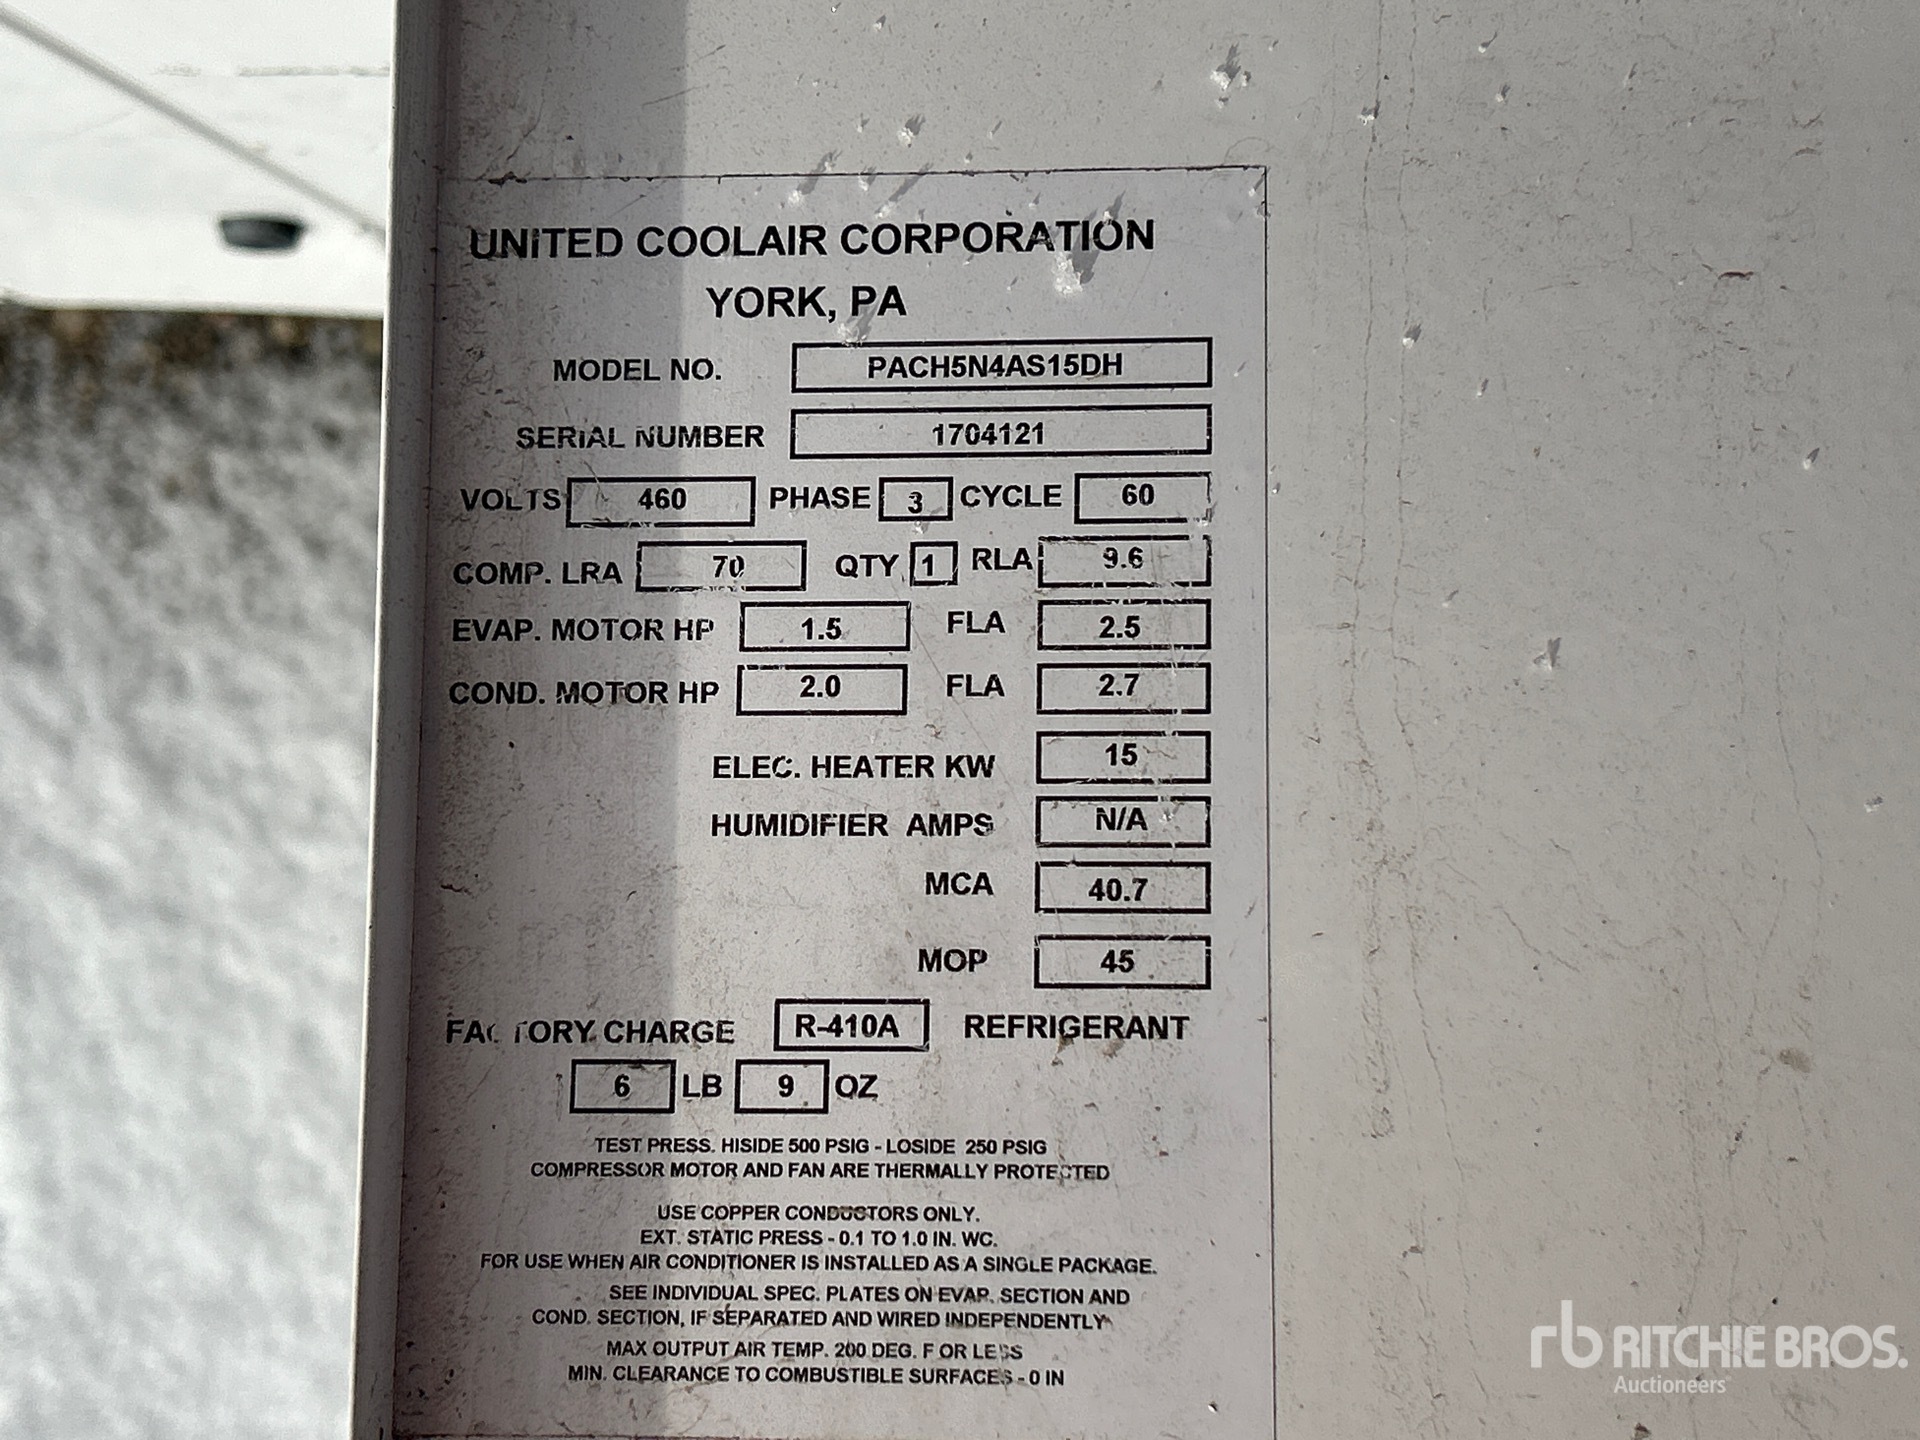 UNITED COOLAIR CORPORATION
YORK, PA
MODEL NO. PACH5N4AS15DH
SERIAL NUMBER 1704121
VOLTS 460 PHASE 3 CYCLE 60
COMP. LRA 70 QTY 1 RLA 9.6
EVAP. MOTOR HP 1.5 FLA 2.5
COND. MOTOR HP 2.0 FLA 2.7
ELEC. HEATER KW 15
HUMIDIFIER AMPS N/A
MCA 40.7
MOP 45
FACTORY CHARGE R-410A REFRIGERANT
6 LB 9 OZ
TEST PRESS. HISIDE 500 PSIG - LOSIDE 250 PSIG
COMPRESSOR MOTOR AND FAN ARE THERMALLY PROTECTED
USE COPPER CONDUCTORS ONLY.
EXT. STATIC PRESS - 0.1 TO 1.0 IN. WC.
FOR USE WHEN AIR CONDITIONER IS INSTALLED AS A SINGLE PACKAGE.
SEE INDIVIDUAL SPEC. PLATES ON EVAP. SECTION AND
COND. SECTION, IF SEPARATED AND WIRED INDEPENDENTLY
MAX OUTPUT AIR TEMP. 200 DEG. F OR LESS
MIN. CLEARANCE TO COMBUSTIBLE SURFACES - 0 IN
rb RITCHIE BROS.
Auctioneers